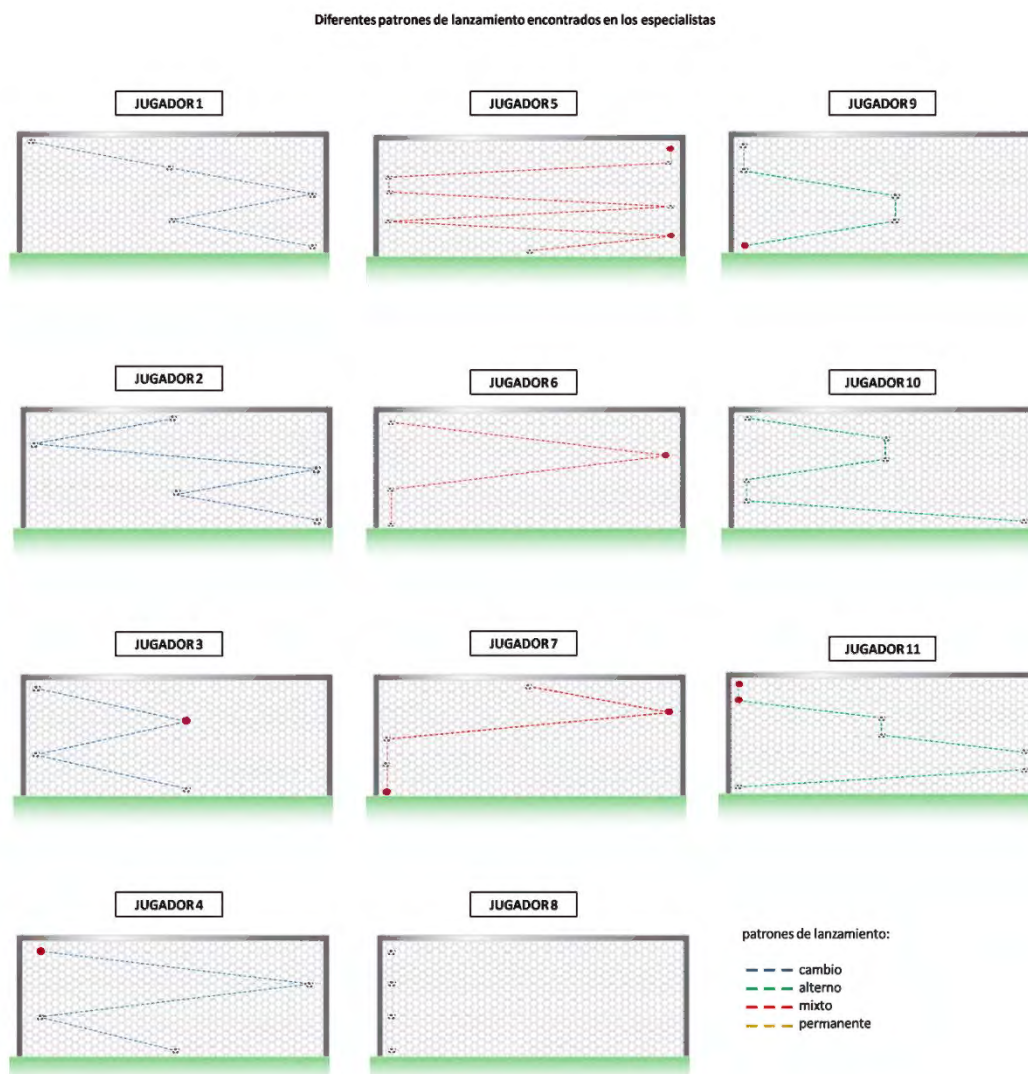 Diferentes patrones de lanzamiento encontrados en los especialistas
JUGADOR 1
JUGADOR 5
JUGADOR 9
JUGADOR 2
JUGADOR 6
JUGADOR 10
JUGADOR 3
JUGADOR 7
JUGADOR 11
JUGADOR 4
JUGADOR 8
patrones de lanzamiento:
cambio
alterno
mixto
permanente